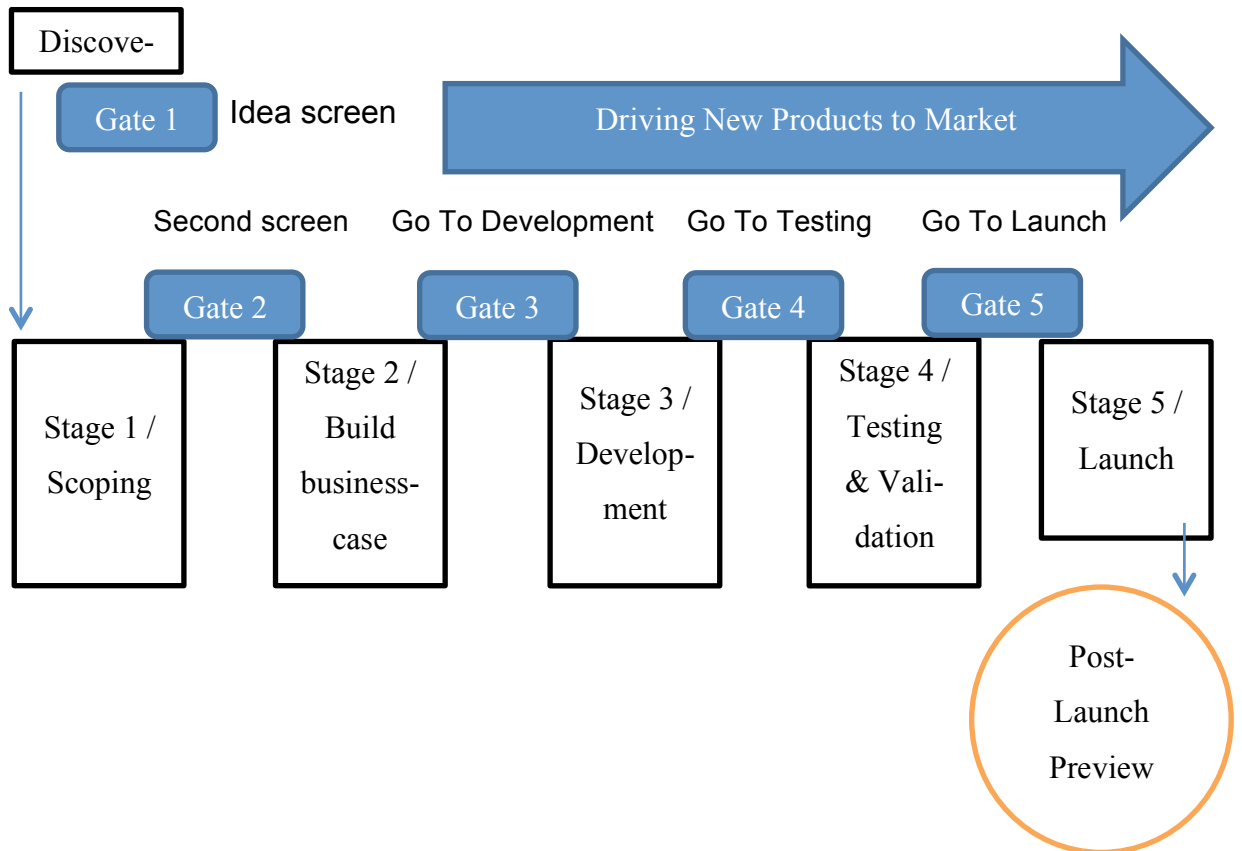 Discove-
Gate 1
Idea screen
Driving New Products to Market
Second screen
Go To Development
Go To Testing
Go To Launch
Gate 2
Gate 3
Gate 4
Gate 5
Stage 1 /
Scoping
Stage 2 /
Build
business-
case
Stage 3 /
Develop-
ment
Stage 4 /
Testing
& Vali-
dation
Stage 5 /
Launch
Post-
Launch
Preview